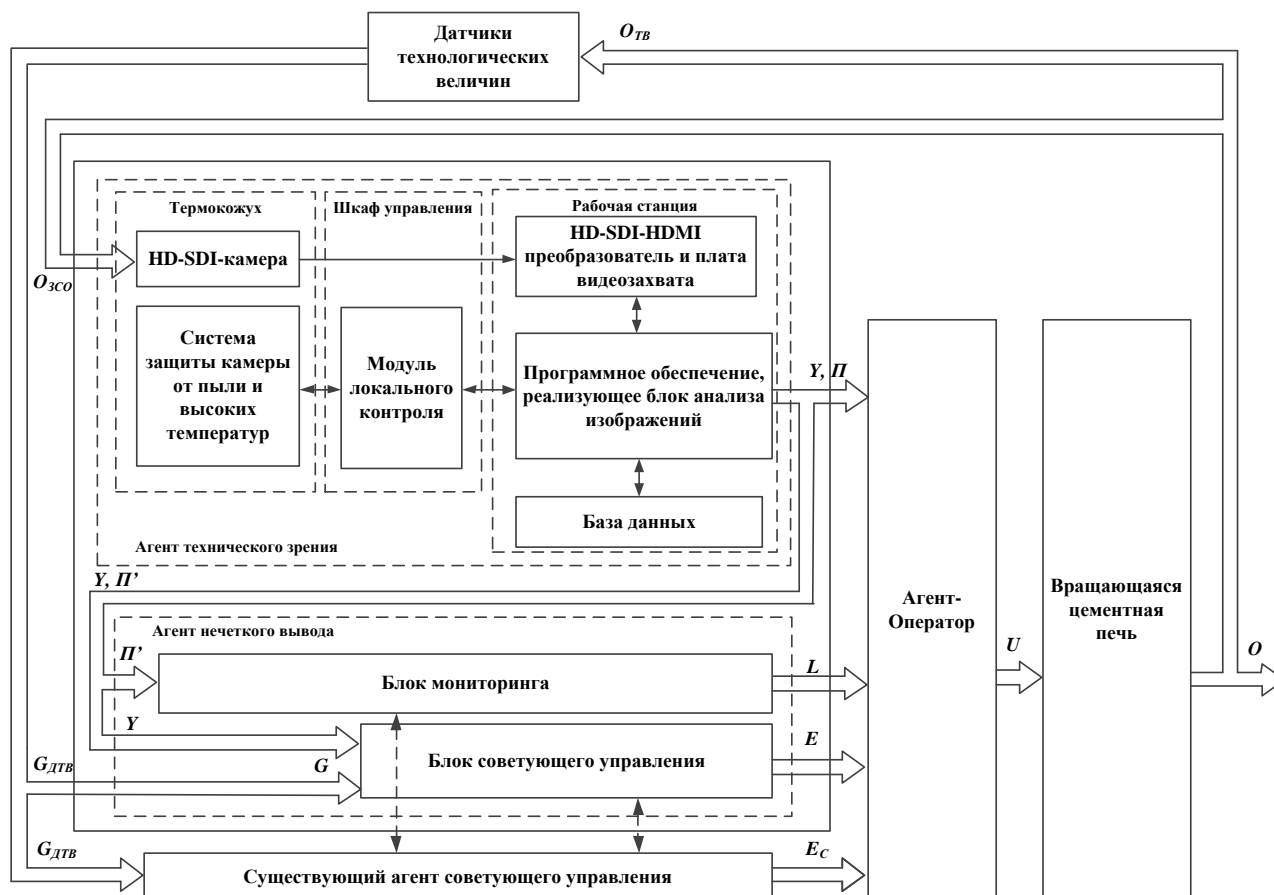 Датчики
технологических
величин
O_ТВ
Термокожух
Шкаф управления
Рабочая станция
HD-SDI-камера
HD-SDI-HDMI
преобразователь и плата
видеозахвата
O_ЗСО
Система
защиты камеры
от пыли и
высоких
температур
Модуль
локального
контроля
Программное обеспечение,
реализующее блок анализа
изображений
Y, П
База данных
Агент технического зрения
Y, П’
Агент нечеткого вывода
П’
Блок мониторинга
L
Y
Блок советующего управления
E
G_ДТВ
G
G_ДТВ
Существующий агент советующего управления
E_C
Агент-
Оператор
U
Вращающаяся
цементная
печь
O